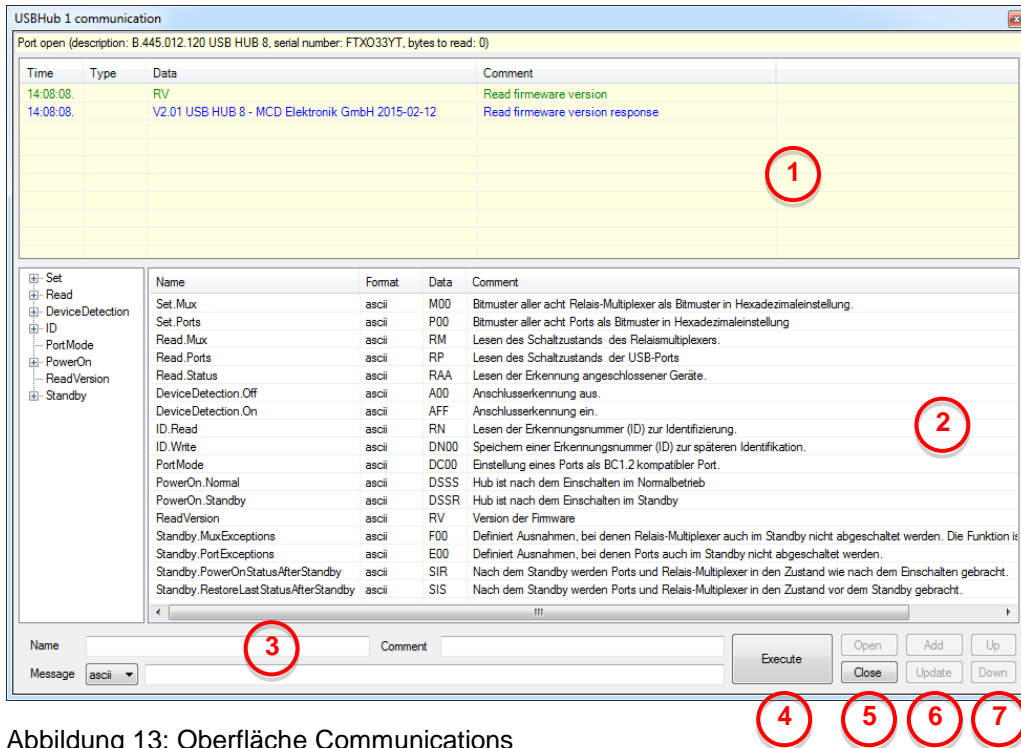 USBHub 1 communication
Port open (description: B.445.012.120 USB HUB 8, serial number: FTXO33YT, bytes to read: 0)
Time Type Data Comment
14:08:08. RV Read firmeware version
14:08:08. V2.01 USB HUB 8 - MCD Elektronik GmbH 2015-02-12 Read firmeware version response
1
Set
Read
DeviceDetection
ID
PortMode
PowerOn
ReadVersion
Standby
Name Format Data Comment
Set.Mux ascii M00 Bitmuster aller acht Relais-Multiplexer als Bitmuster in Hexadezimaleinstellung.
Set.Ports ascii P00 Bitmuster aller acht Ports als Bitmuster in Hexadezimaleinstellung
Read.Mux ascii RM Lesen des Schaltzustands des Relaismultiplexers.
Read.Ports ascii RP Lesen des Schaltzustands der USB-Ports
Read.Status ascii RAA Lesen der Erkennung angeschlossener Geräte.
DeviceDetection.Off ascii A00 Anschlusserkennung aus.
DeviceDetection.On ascii AFF Anschlusserkennung ein.
ID.Read ascii RN Lesen der Erkennungsnummer (ID) zur Identifizierung.
ID.Write ascii DN00 Speichern einer Erkennungsnummer (ID) zur späteren Identifikation.
PortMode ascii DC00 Einstellung eines Ports als BC1.2 kompatibler Port.
PowerOn.Normal ascii DSSS Hub ist nach dem Einschalten im Normalbetrieb
PowerOn.Standby ascii DSSR Hub ist nach dem Einschalten im Standby
ReadVersion ascii RV Version der Firmware
Standby.MuxExceptions ascii F00 Definiert Ausnahmen, bei denen Relais-Multiplexer auch im Standby nicht abgeschaltet werden. Die Funktion is
Standby.PortExceptions ascii E00 Definiert Ausnahmen, bei denen Ports auch im Standby nicht abgeschaltet werden.
Standby.PowerOnStatusAfterStandby ascii SIR Nach dem Standby werden Ports und Relais-Multiplexer in den Zustand wie nach dem Einschalten gebracht.
Standby.RestoreLastStatusAfterStandby ascii SIS Nach dem Standby werden Ports und Relais-Multiplexer in den Zustand vor dem Standby gebracht.
2
Name 3 Comment
Message ascii
Execute
Open Add Up
Close Update Down
4 5 6 7
Abbildung 13: Oberfläche Communications